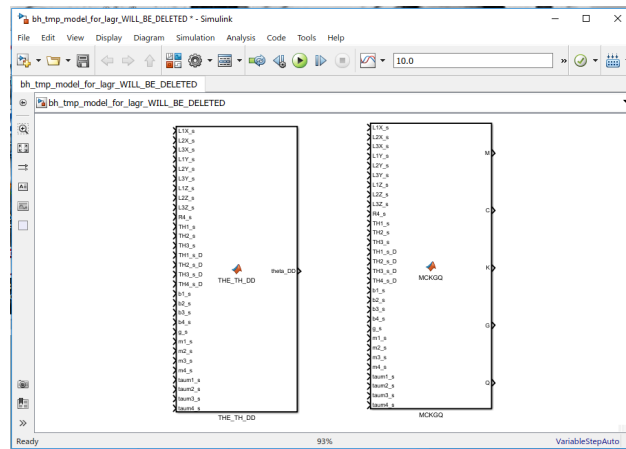 bh_tmp_model_for_lagr_WILL_BE_DELETED * - Simulink
File Edit View Display Diagram Simulation Analysis Code Tools Help
10.0
bh_tmp_model_for_lagr_WILL_BE_DELETED
bh_tmp_model_for_lagr_WILL_BE_DELETED
L1X_s
L2X_s
L3X_s
L1Y_s
L2Y_s
L3Y_s
L1Z_s
L2Z_s
L3Z_s
R4_s
TH1_s
TH2_s
TH3_s
TH1_s_D
TH2_s_D
TH3_s_D
TH4_s_D
b1_s
b2_s
b3_s
b4_s
g_s
m1_s
m2_s
m3_s
m4_s
taum1_s
taum2_s
taum3_s
taum4_s
THE_TH_DD
theta_DD
THE_TH_DD
L1X_s
L2X_s
L3X_s
L1Y_s
L2Y_s
L3Y_s
L1Z_s
L2Z_s
L3Z_s
R4_s
TH1_s
TH2_s
TH3_s
TH1_s_D
TH2_s_D
TH3_s_D
TH4_s_D
b1_s
b2_s
b3_s
b4_s
g_s
m1_s
m2_s
m3_s
m4_s
taum1_s
taum2_s
taum3_s
taum4_s
MCKGQ
M
C
K
G
Q
MCKGQ
Ready 93% VariableStepAuto